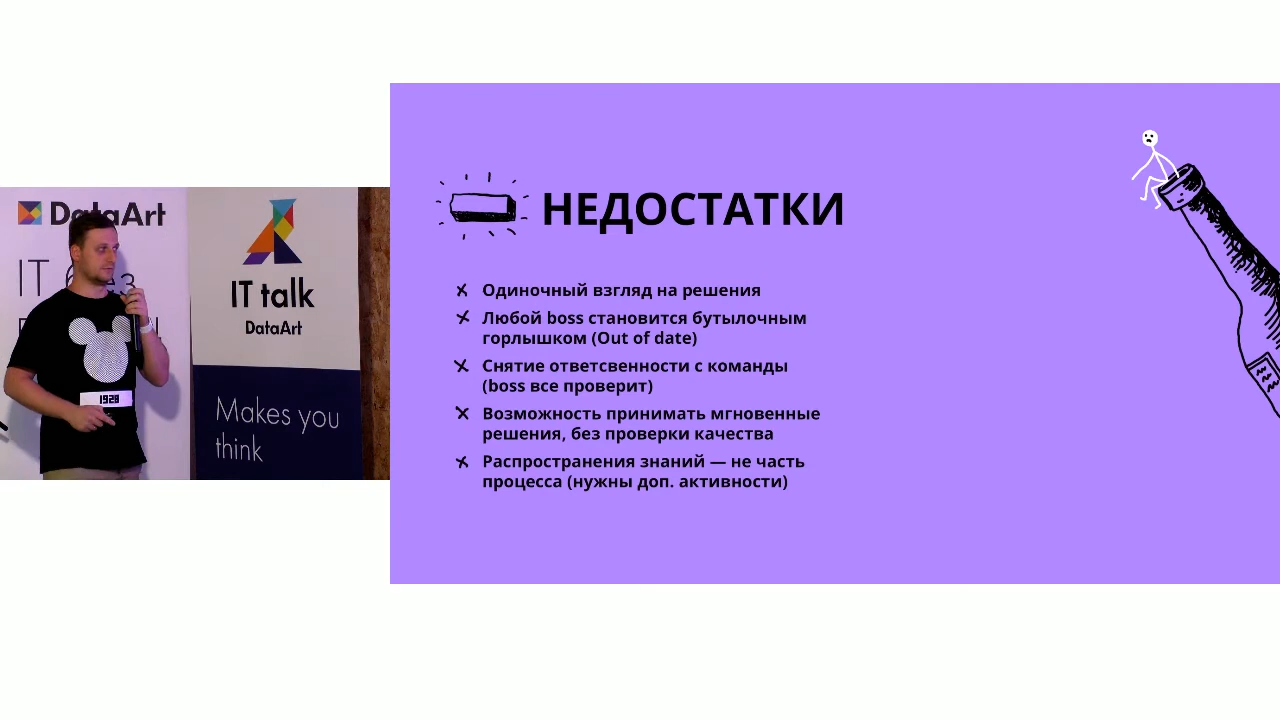 DataArt
IT без
IT talk
DataArt
Makes you
think
1928
НЕДОСТАТКИ
Одиночный взгляд на решения
Любой boss становится бутылочным
горлышком (Out of date)
Снятие ответсвенности с команды
(boss все проверит)
Возможность принимать мгновенные
решения, без проверки качества
Распространения знаний — не часть
процесса (нужны доп. активности)